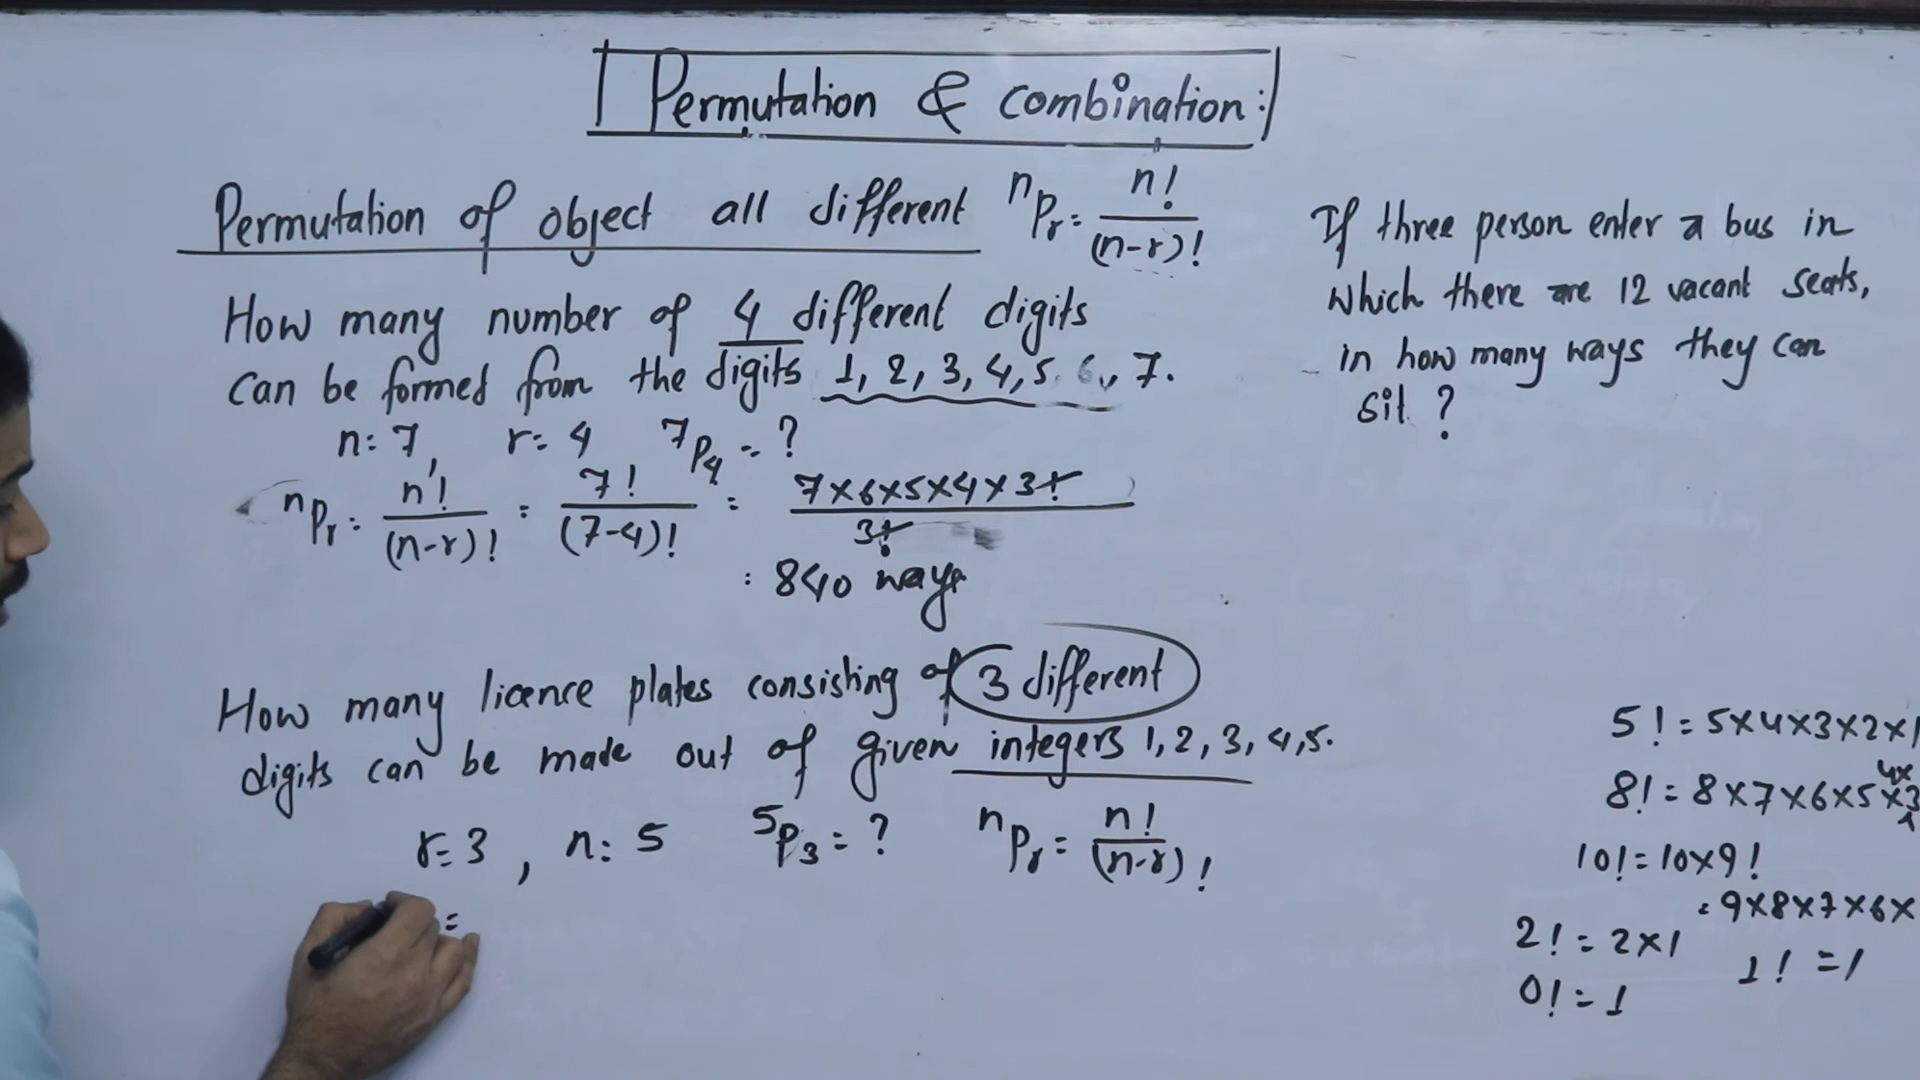 Permutation & combination:
Permutation of object all different nPr = n!/(n-r)!
How many number of 4 different digits
can be formed from the digits 1, 2, 3, 4, 5, 6, 7.
n = 7, r = 4 7P4 = ?
nPr = n!/(n-r)! = 7!/(7-4)! = 7×6×5×4×3!/3!
= 840 ways
How many licence plates consisting of 3 different
digits can be made out of given integers 1, 2, 3, 4, 5.
r = 3, n = 5 5P3 = ? nPr = n!/(n-r)!
=
If three person enter a bus in
which there are 12 vacant seats,
in how many ways they can
sit ?
5! = 5×4×3×2×1
8! = 8×7×6×5×4×3
10! = 10×9!
= 9×8×7×6×
2! = 2×1
1! = 1
0! = 1